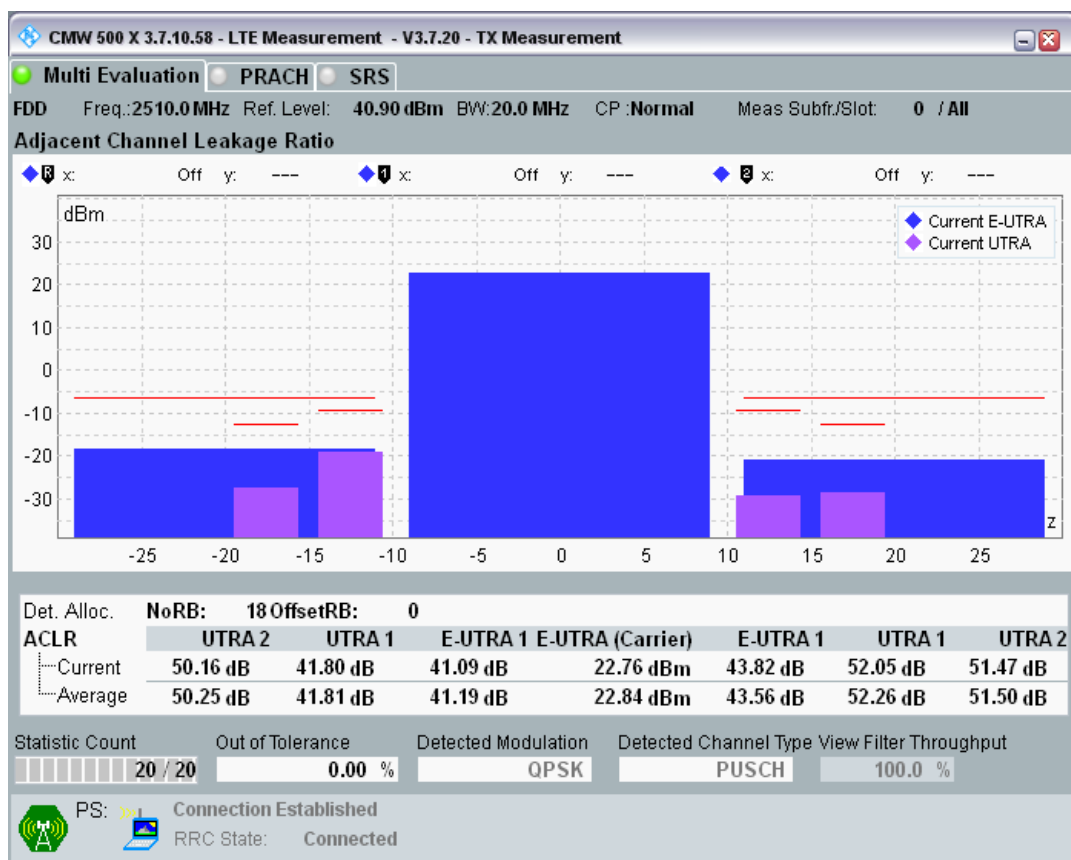 CMW 500 X 3.7.10.58 - LTE Measurement - V3.7.20 - TX Measurement
Multi Evaluation PRACH SRS
FDD Freq.:2510.0 MHz Ref. Level: 40.90 dBm BW:20.0 MHz CP :Normal Meas Subfr./Slot: 0 / All
Adjacent Channel Leakage Ratio
R x: Off y: --- 1 x: Off y: --- 2 x: Off y: ---
dBm
Current E-UTRA
Current UTRA
30
20
10
0
-10
-20
-30
z
-25 -20 -15 -10 -5 0 5 10 15 20 25
Det. Alloc. NoRB: 18 OffsetRB: 0
ACLR UTRA 2 UTRA 1 E-UTRA 1 E-UTRA (Carrier) E-UTRA 1 UTRA 1 UTRA 2
Current 50.16 dB 41.80 dB 41.09 dB 22.76 dBm 43.82 dB 52.05 dB 51.47 dB
Average 50.25 dB 41.81 dB 41.19 dB 22.84 dBm 43.56 dB 52.26 dB 51.50 dB
Statistic Count Out of Tolerance Detected Modulation Detected Channel Type View Filter Throughput
20 / 20 0.00 % QPSK PUSCH 100.0 %
PS: Connection Established
RRC State: Connected